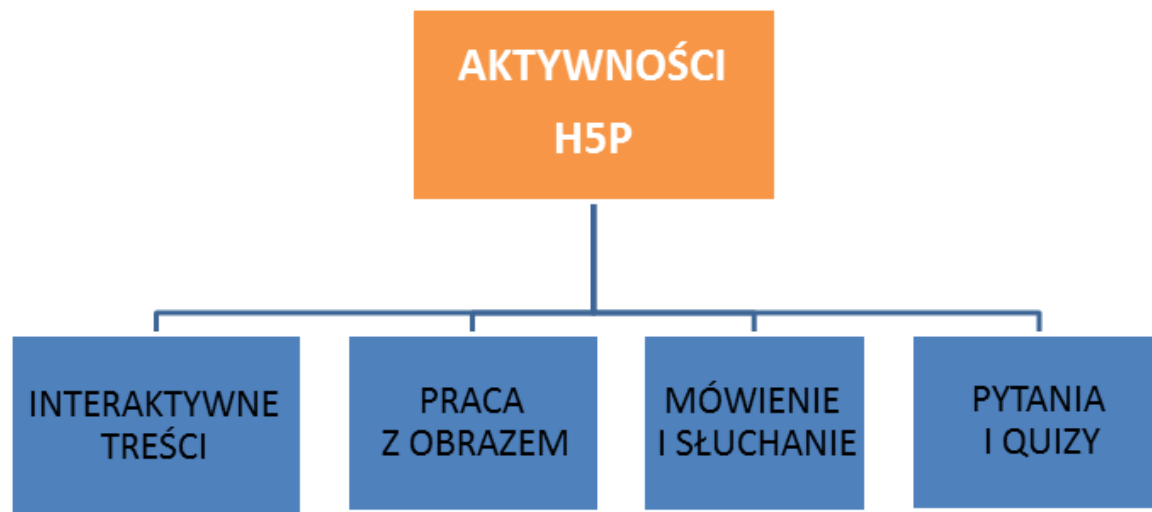 AKTYWNOŚCI
H5P
INTERAKTYWNE
TREŚCI
PRACA
Z OBRAZEM
MÓWIENIE
I SŁUCHANIE
PYTANIA
I QUIZY